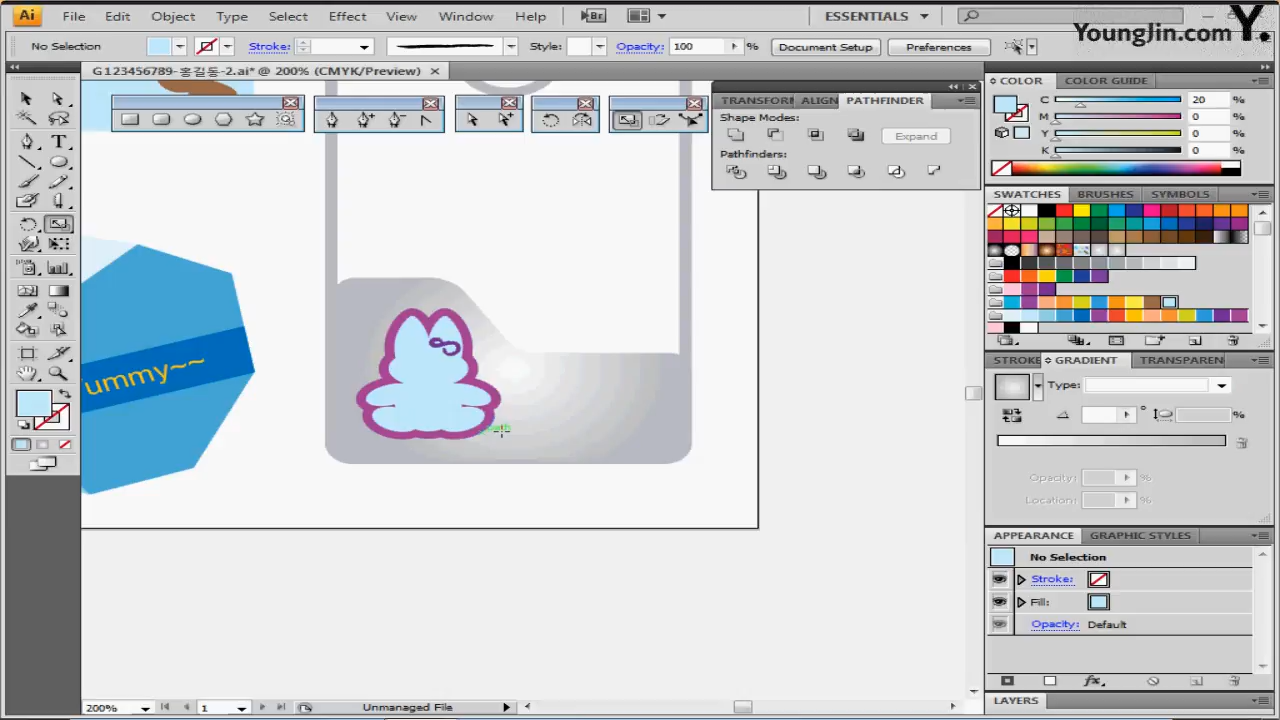 Ai File Edit Object Type Select Effect View Window Help Br ESSENTIALS
YoungJin.com Y.
No Selection Stroke: Style: Opacity: 100 % Document Setup Preferences
G123456789-홍길동-2.ai* @ 200% (CMYK/Preview)
TRANSFORM ALIGN PATHFINDER
Shape Modes:
Expand
Pathfinders:
COLOR COLOR GUIDE
C 20 %
M 0 %
Y 0 %
K 0 %
SWATCHES BRUSHES SYMBOLS
ummy~~
STROKE GRADIENT TRANSPAREN
Type:
°
%
Opacity: %
Location: %
APPEARANCE GRAPHIC STYLES
No Selection
Stroke:
Fill:
Opacity: Default
fx
LAYERS
200% 1 Unmanaged File